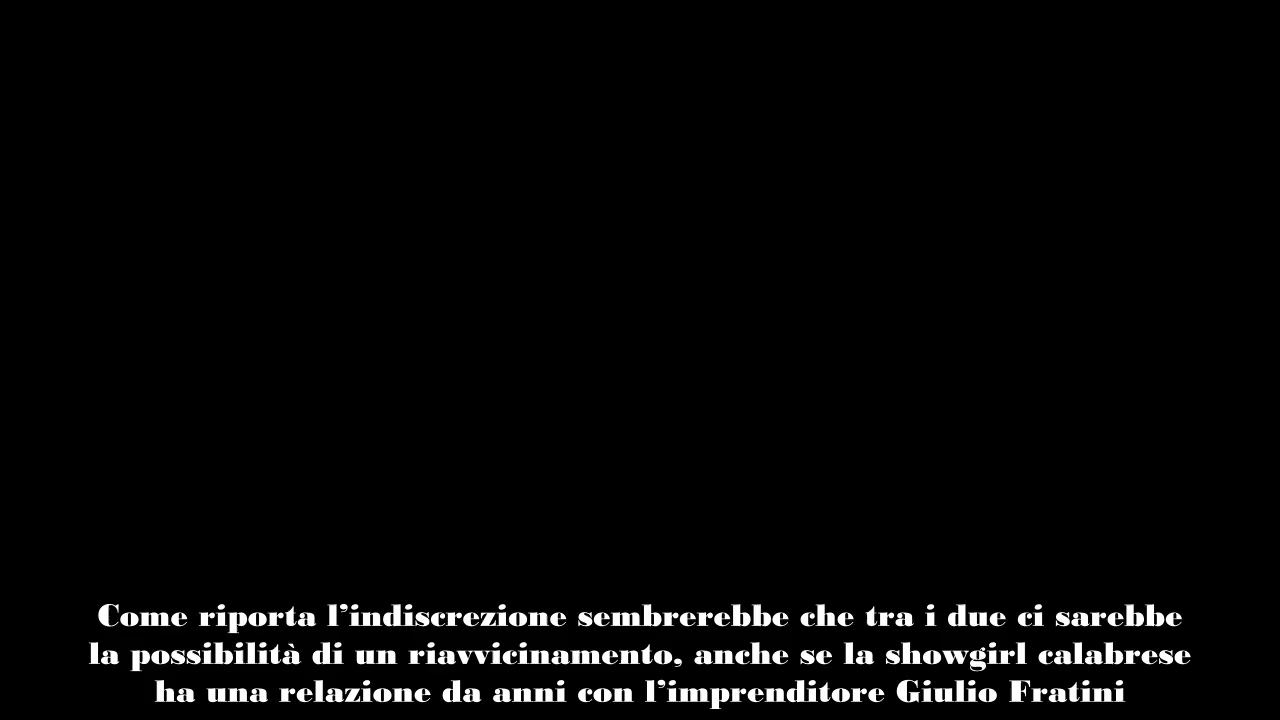 Come riporta l’indiscrezione sembrerebbe che tra i due ci sarebbe
la possibilità di un riavvicinamento, anche se la showgirl calabrese
ha una relazione da anni con l’imprenditore Giulio Fratini